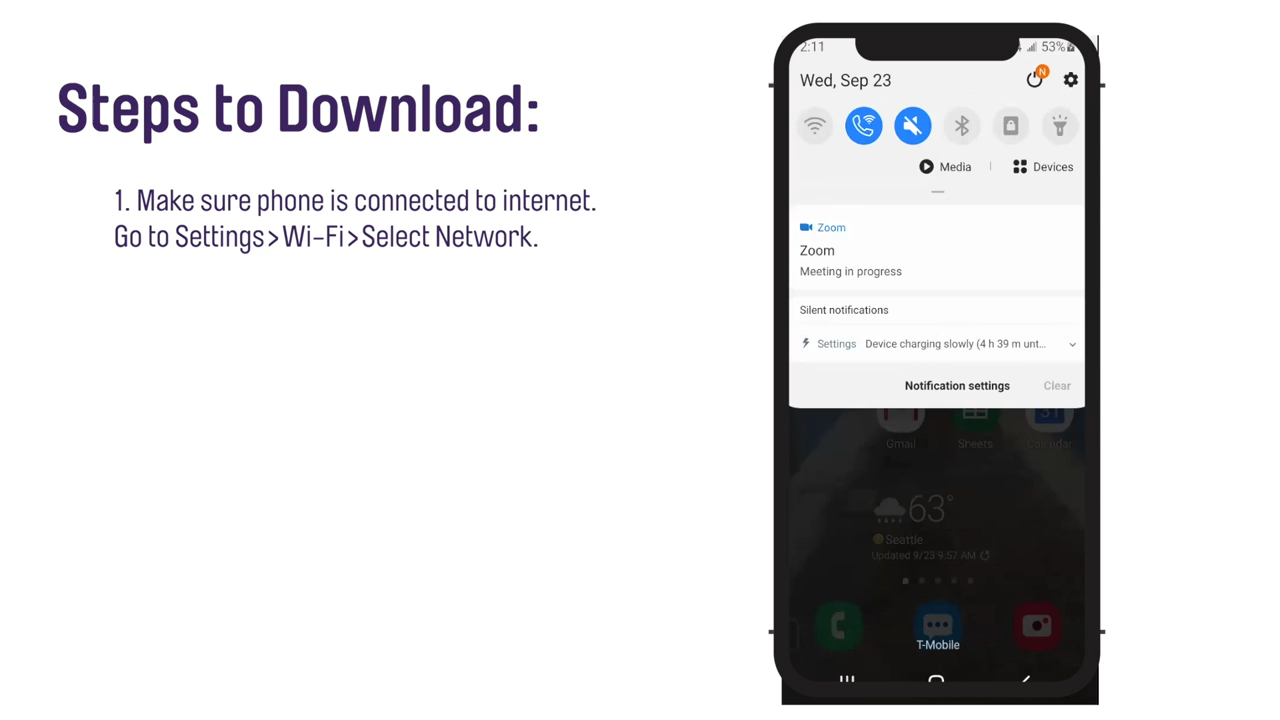 Steps to Download:
1. Make sure phone is connected to internet.
Go to Settings>Wi-Fi>Select Network.
2:11
53%
Wed, Sep 23
N
Media
Devices
Zoom
Zoom
Meeting in progress
Silent notifications
Settings Device charging slowly (4 h 39 m unt...
Notification settings Clear
31
Gmail Sheets Calendar
63°
Seattle
Updated 9/23 9:57 AM
T-Mobile